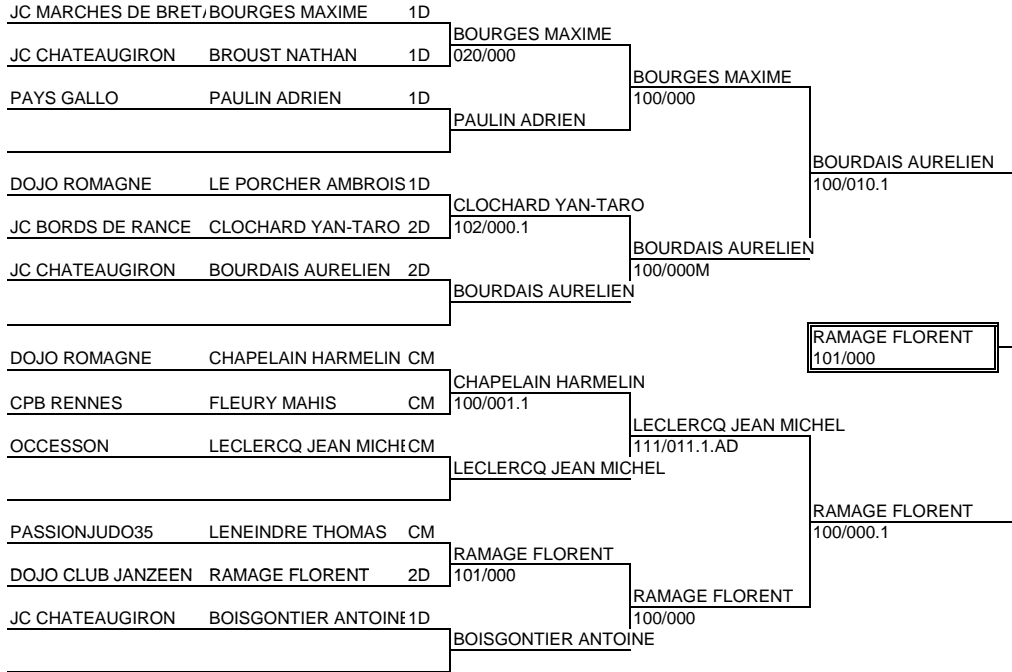 JC MARCHES DE BRETA BOURGES MAXIME 1D
BOURGES MAXIME
JC CHATEAUGIRON BROUST NATHAN 1D 020/000
BOURGES MAXIME
PAYS GALLO PAULIN ADRIEN 1D 100/000
PAULIN ADRIEN
BOURDAIS AURELIEN
100/010.1
DOJO ROMAGNE LE PORCHER AMBROIS 1D
CLOCHARD YAN-TARO
JC BORDS DE RANCE CLOCHARD YAN-TARO 2D 102/000.1
BOURDAIS AURELIEN
JC CHATEAUGIRON BOURDAIS AURELIEN 2D 100/000M
BOURDAIS AURELIEN
RAMAGE FLORENT
101/000
DOJO ROMAGNE CHAPELAIN HARMELIN CM
CHAPELAIN HARMELIN
CPB RENNES FLEURY MAHIS CM 100/001.1
LECLERCQ JEAN MICHEL
OCCESSON LECLERCQ JEAN MICHE CM 111/011.1.AD
LECLERCQ JEAN MICHEL
RAMAGE FLORENT
100/000.1
PASSIONJUDO35 LENEINDRE THOMAS CM
RAMAGE FLORENT
DOJO CLUB JANZEEN RAMAGE FLORENT 2D 101/000
RAMAGE FLORENT
JC CHATEAUGIRON BOISGONTIER ANTOINE 1D 100/000
BOISGONTIER ANTOINE